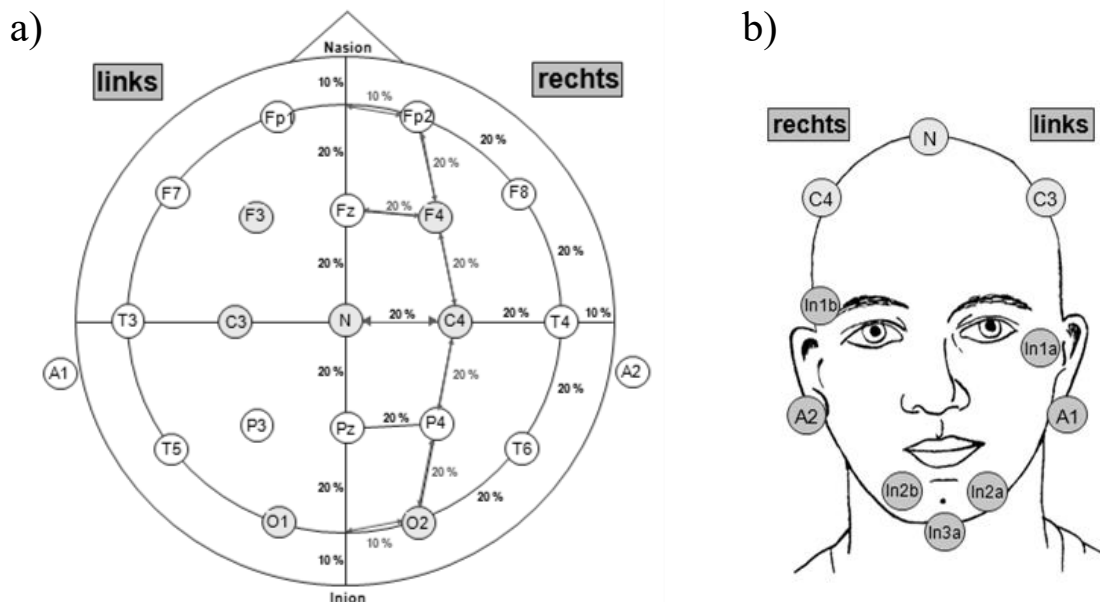 a)
Nasion
links
rechts
10 %
10 %
Fp1
Fp2
20 %
20 %
20 %
F7
F8
F3
Fz
20 %
F4
20 %
20 %
20 %
T3
C3
N
20 %
C4
20 %
T4
10 %
A1
A2
20 %
20 %
20 %
P3
Pz
20 %
P4
T5
T6
20 %
20 %
20 %
O1
O2
10 %
10 %
Inion
b)
rechts
links
N
C4
C3
In1b
In1a
A2
A1
In2b
In2a
In3a